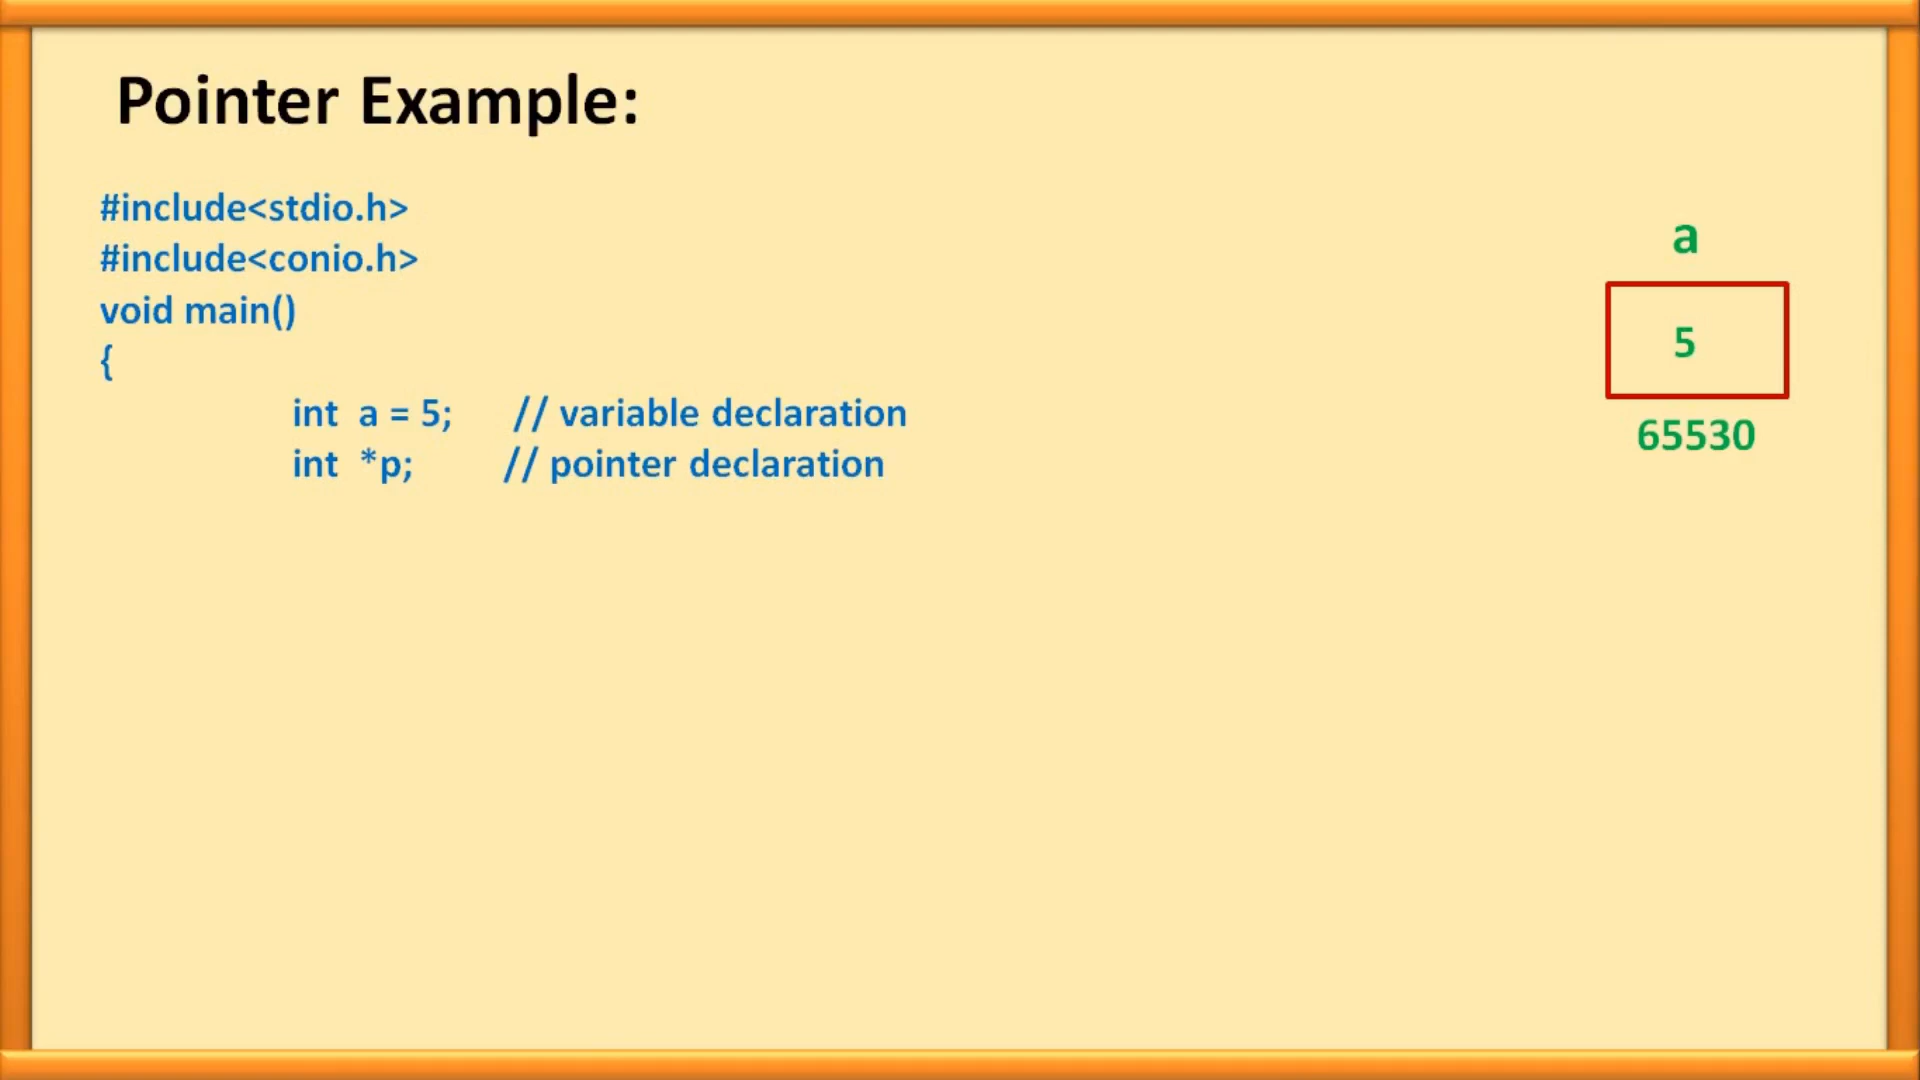 Pointer Example:
#include<stdio.h>
#include<conio.h>
void main()
{
int a = 5; // variable declaration
int *p; // pointer declaration
a
5
65530